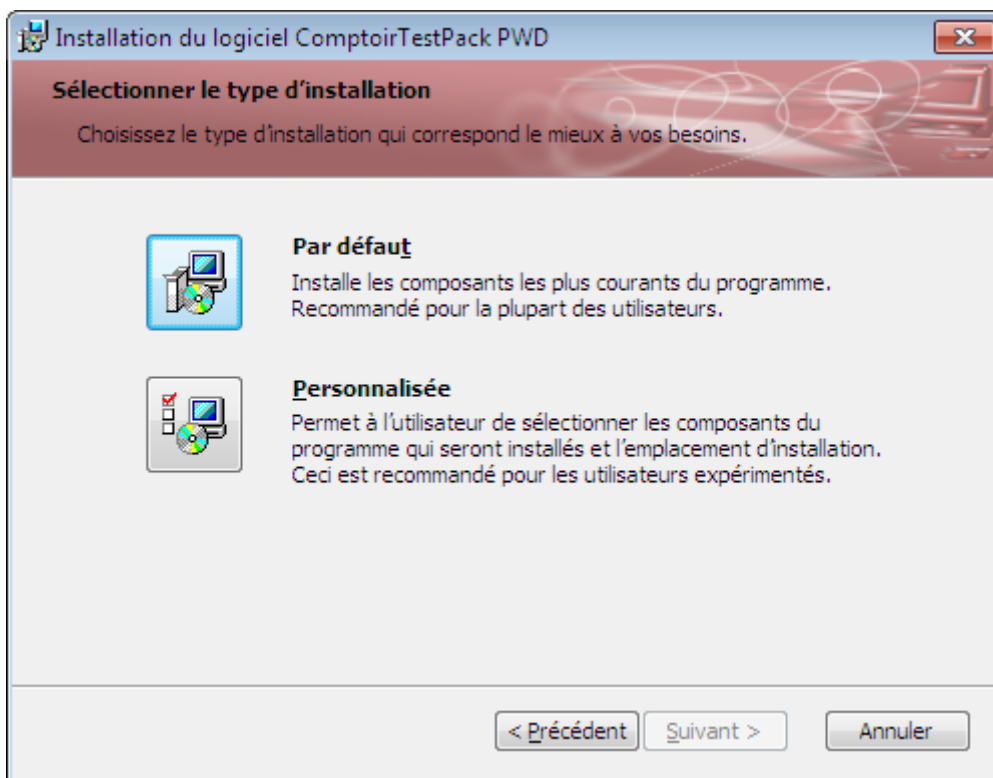 Installation du logiciel ComptoirTestPack PWD
Sélectionner le type d'installation
Choisissez le type d'installation qui correspond le mieux à vos besoins.
Par défaut
Installe les composants les plus courants du programme.
Recommandé pour la plupart des utilisateurs.
Personnalisée
Permet à l'utilisateur de sélectionner les composants du
programme qui seront installés et l'emplacement d'installation.
Ceci est recommandé pour les utilisateurs expérimentés.
< Précédent
Suivant >
Annuler